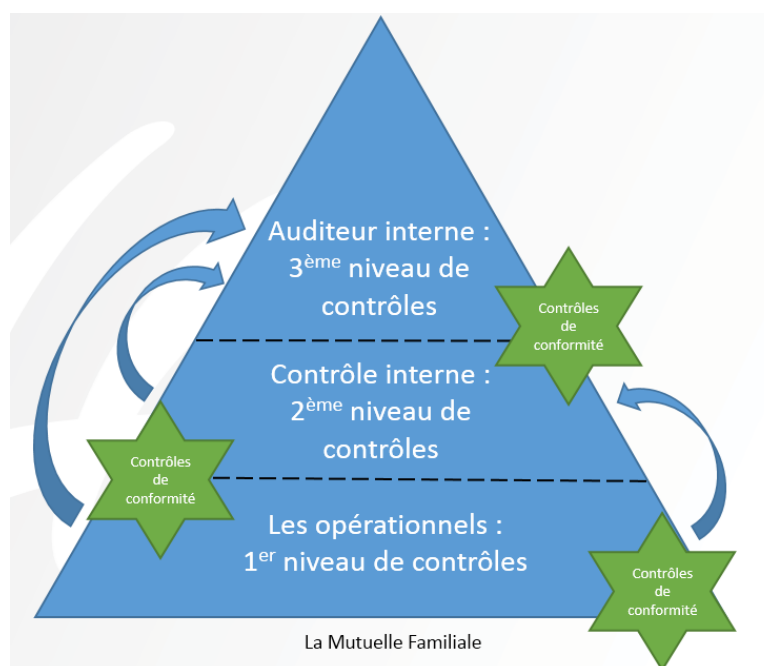 Auditeur interne :
3ème niveau de
contrôles
Contrôles
de
conformité
Contrôle interne :
2ème niveau de
contrôles
Contrôles
de
conformité
Les opérationnels :
1er niveau de contrôles
Contrôles
de
conformité
La Mutuelle Familiale